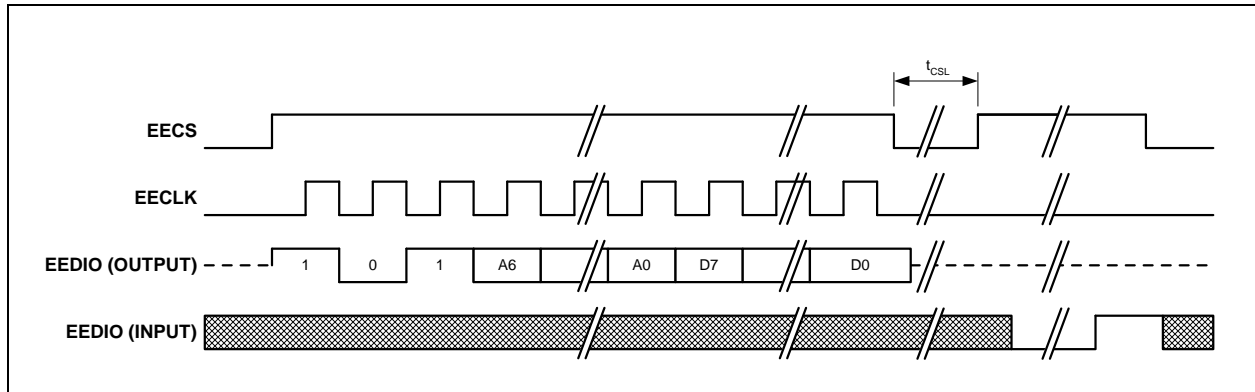 tCSL
EECS
EECLK
EEDIO (OUTPUT)
1 0 1 A6 A0 D7 D0
EEDIO (INPUT)